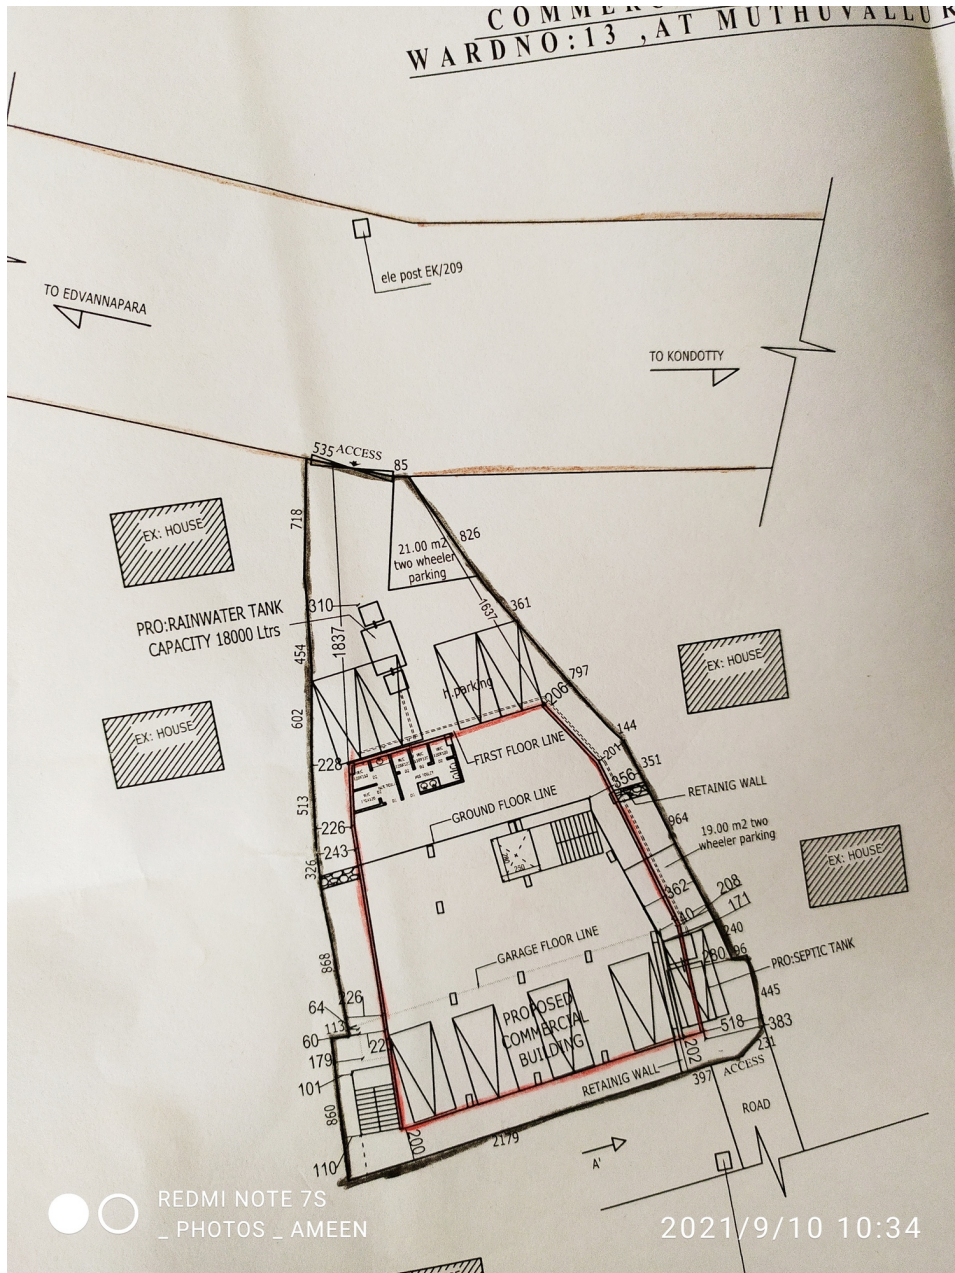 COMMER
WARDNO:13 ,AT MUTHUVALLUR
ele post EK/209
TO EDVANNAPARA
TO KONDOTTY
535 ACCESS
85
718
EX: HOUSE
826
21.00 m2
two wheeler
parking
310
361
1637
PRO:RAINWATER TANK
CAPACITY 18000 Ltrs
1837
454
EX: HOUSE
h.parking
797
206
602
EX: HOUSE
144
201
228
FIRST FLOOR LINE
351
356
RETAINIG WALL
513
GROUND FLOOR LINE
964
19.00 m2 two
wheeler parking
226
243
250
326
EX: HOUSE
362
208
171
240
GARAGE FLOOR LINE
280
96
PRO:SEPTIC TANK
868
445
226
64
113
PROPOSED
COMMERCIAL
BUILDING
518
383
60
22
179
202
231
101
RETAINIG WALL
397
ACCESS
860
ROAD
200
2179
110
A'
REDMI NOTE 7S
_ PHOTOS _ AMEEN
2021/9/10 10:34